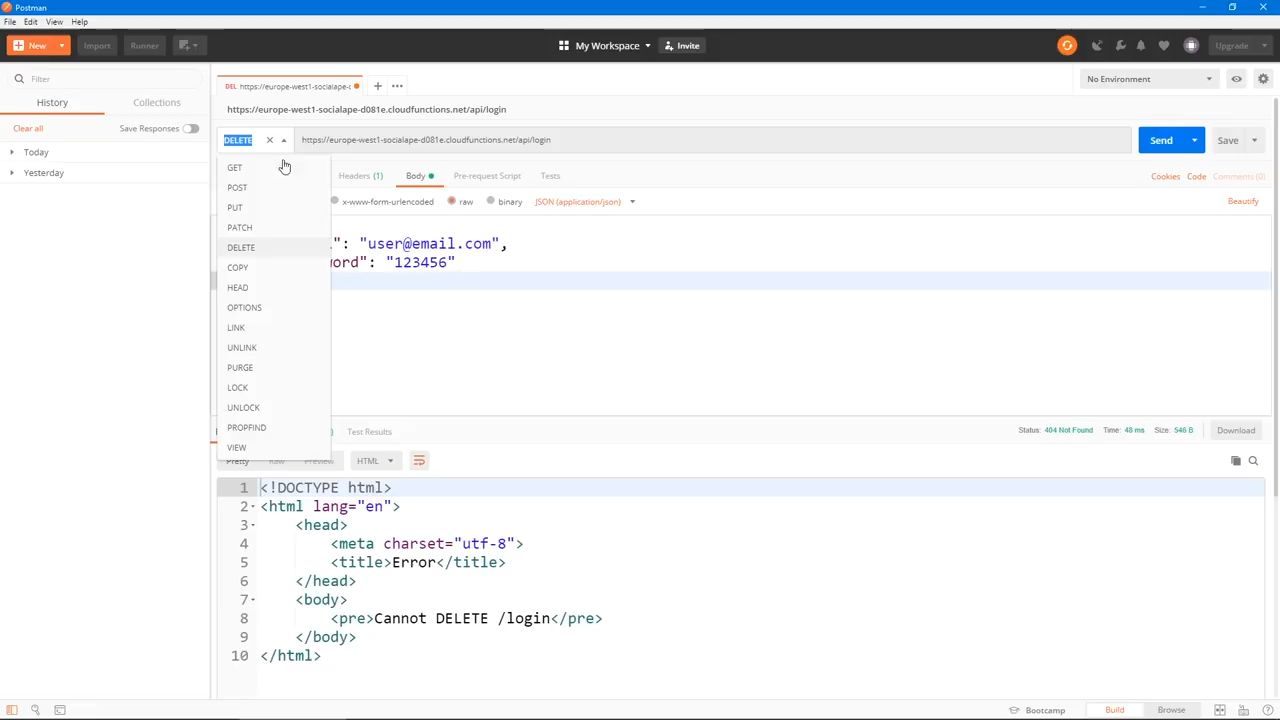 Postman
File Edit View Help
New Import Runner My Workspace Invite Upgrade
Filter
History Collections
Clear all Save Responses
Today
Yesterday
DEL https://europe-west1-socialape-c
No Environment
https://europe-west1-socialape-d081e.cloudfunctions.net/api/login
DELETE https://europe-west1-socialape-d081e.cloudfunctions.net/api/login Send Save
GET
POST
PUT
PATCH
DELETE
COPY
HEAD
OPTIONS
LINK
UNLINK
PURGE
LOCK
UNLOCK
PROPFIND
VIEW
Headers (1) Body Pre-request Script Tests Cookies Code Comments (0)
x-www-form-urlencoded raw binary JSON (application/json) Beautify
": "user@email.com",
word": "123456"
Test Results Status: 404 Not Found Time: 48 ms Size: 546 B Download
Pretty Raw Preview HTML
1 <!DOCTYPE html>
2 <html lang="en">
3 <head>
4 <meta charset="utf-8">
5 <title>Error</title>
6 </head>
7 <body>
8 <pre>Cannot DELETE /login</pre>
9 </body>
10 </html>
Bootcamp Build Browse